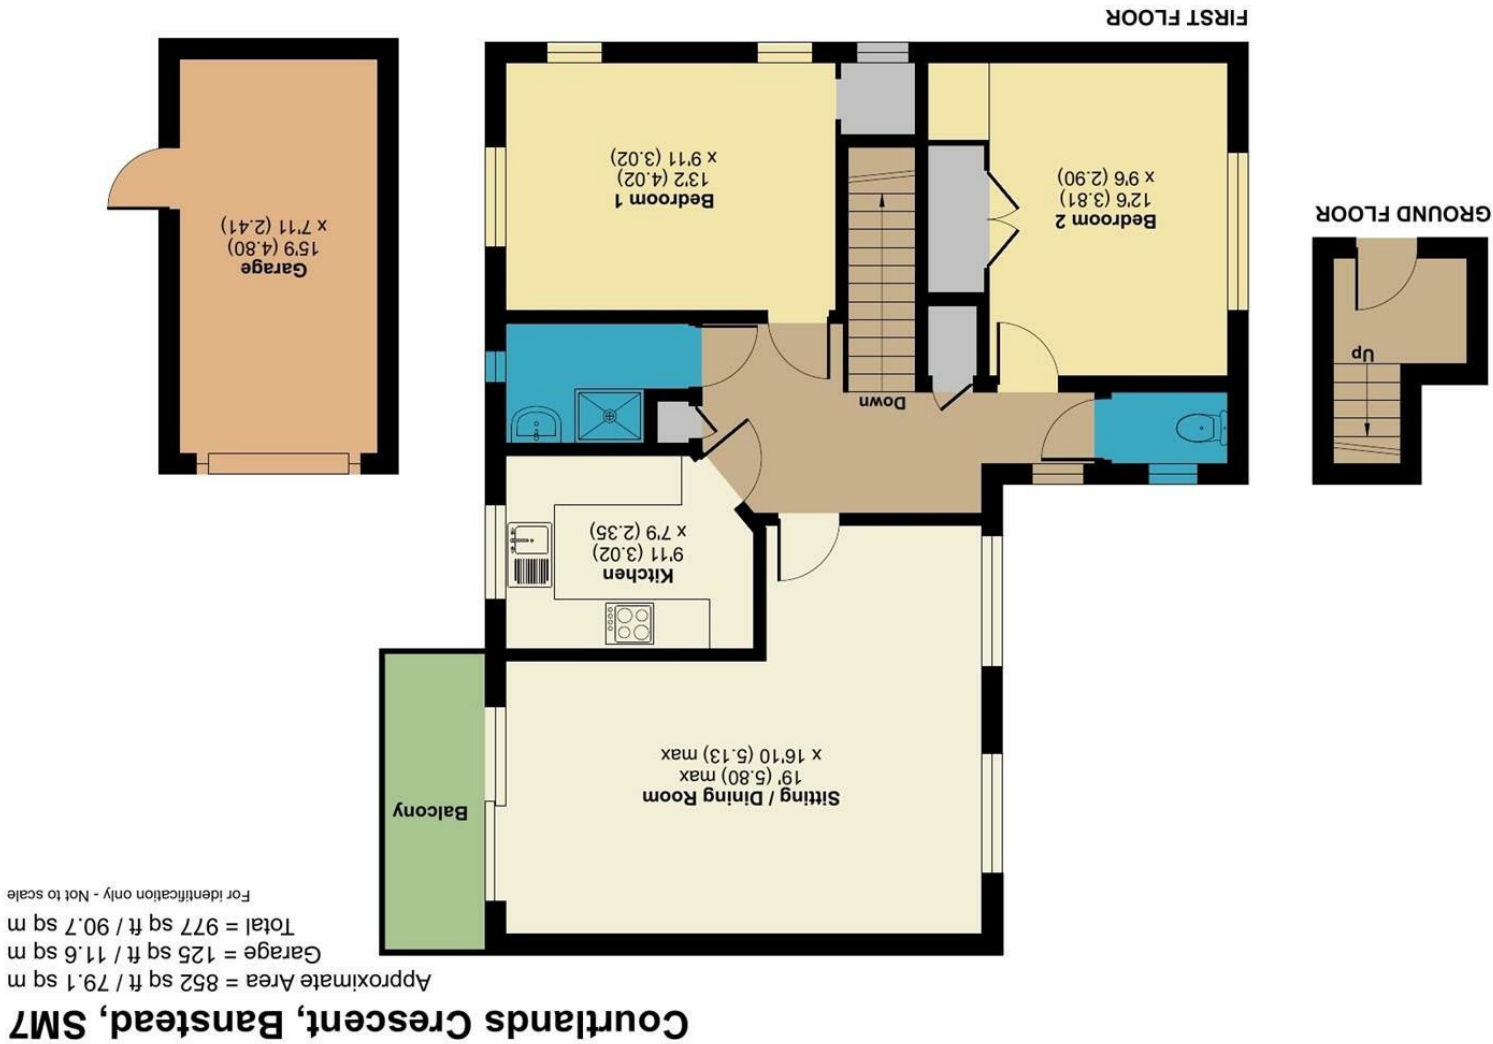 Courtlands Crescent, Banstead, SM7
Approximate Area = 852 sq ft / 79.1 sq m
Garage = 125 sq ft / 11.6 sq m
Total = 977 sq ft / 90.7 sq m
For identification only - Not to scale
Balcony
Sitting / Dining Room
19' (5.80) max
x 16'10 (5.13) max
Kitchen
9'11 (3.02)
x 7'9 (2.35)
Down
Up
Bedroom 2
12'6 (3.81)
x 9'6 (2.90)
Bedroom 1
13'2 (4.02)
x 9'11 (3.02)
Garage
15'9 (4.80)
x 7'11 (2.41)
GROUND FLOOR
FIRST FLOOR